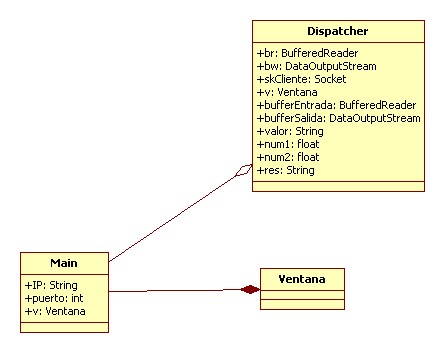 Dispatcher
+br: BufferedReader
+bw: DataOutputStream
+skCliente: Socket
+v: Ventana
+bufferEntrada: BufferedReader
+bufferSalida: DataOutputStream
+valor: String
+num1: float
+num2: float
+res: String
Main
+IP: String
+puerto: int
+v: Ventana
Ventana